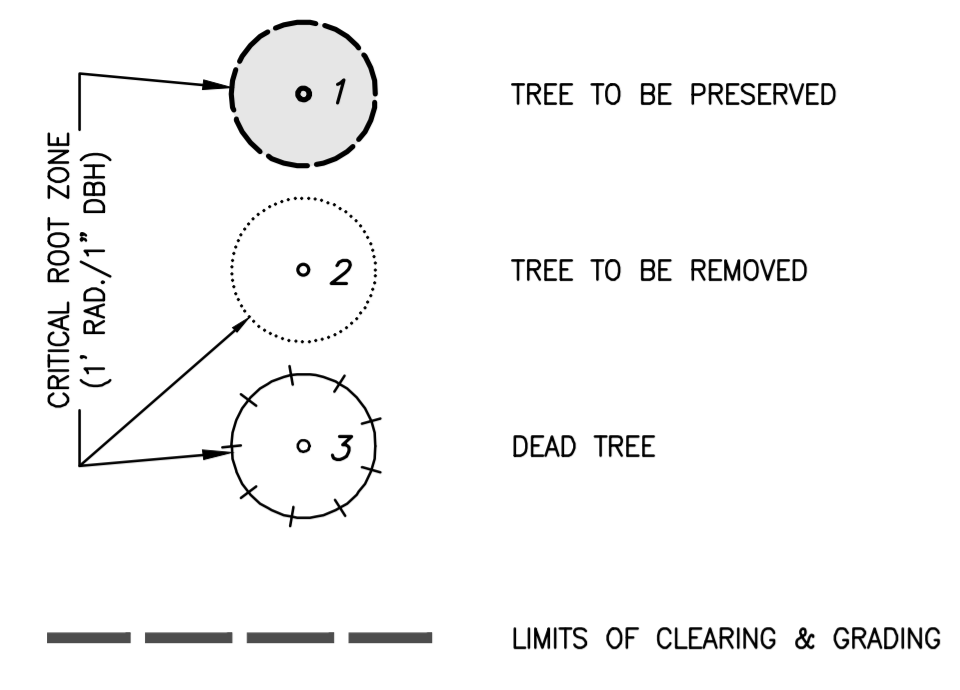 CRITICAL ROOT ZONE
(1' RAD./1" DBH)
1
TREE TO BE PRESERVED
2
TREE TO BE REMOVED
3
DEAD TREE
LIMITS OF CLEARING & GRADING